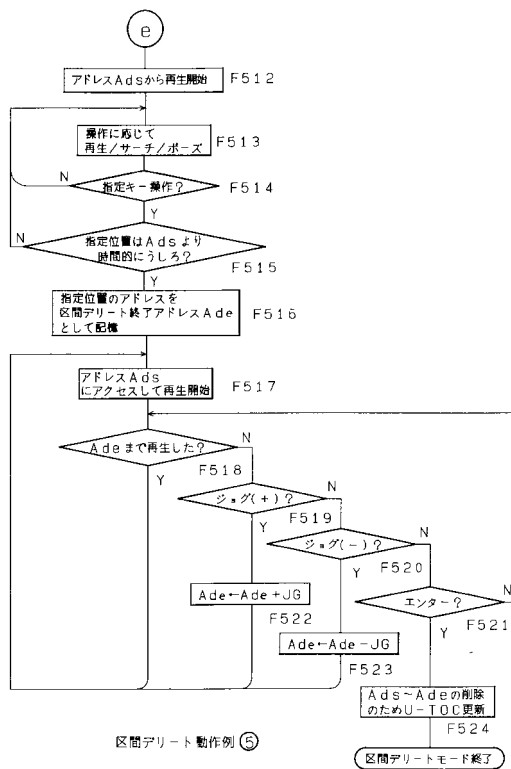 e
アドレスAdsから再生開始
F512
操作に応じて
再生/サーチ/ポーズ
F513
指定キー操作?
N
F514
Y
指定位置はAdsより
時間的にうしろ?
N
F515
Y
指定位置のアドレスを
区間デリート終了アドレスAde
として記憶
F516
アドレスAds
にアクセスして再生開始
F517
Adeまで再生した?
N
F518
Y
ジョグ(+)?
N
F519
Y
ジョグ(-)?
N
F520
Y
エンター?
N
F521
Y
Ade←Ade+JG
F522
Ade←Ade-JG
F523
Ads~Adeの削除
のためU-TOC更新
F524
区間デリートモード終了
区間デリート動作例⑤